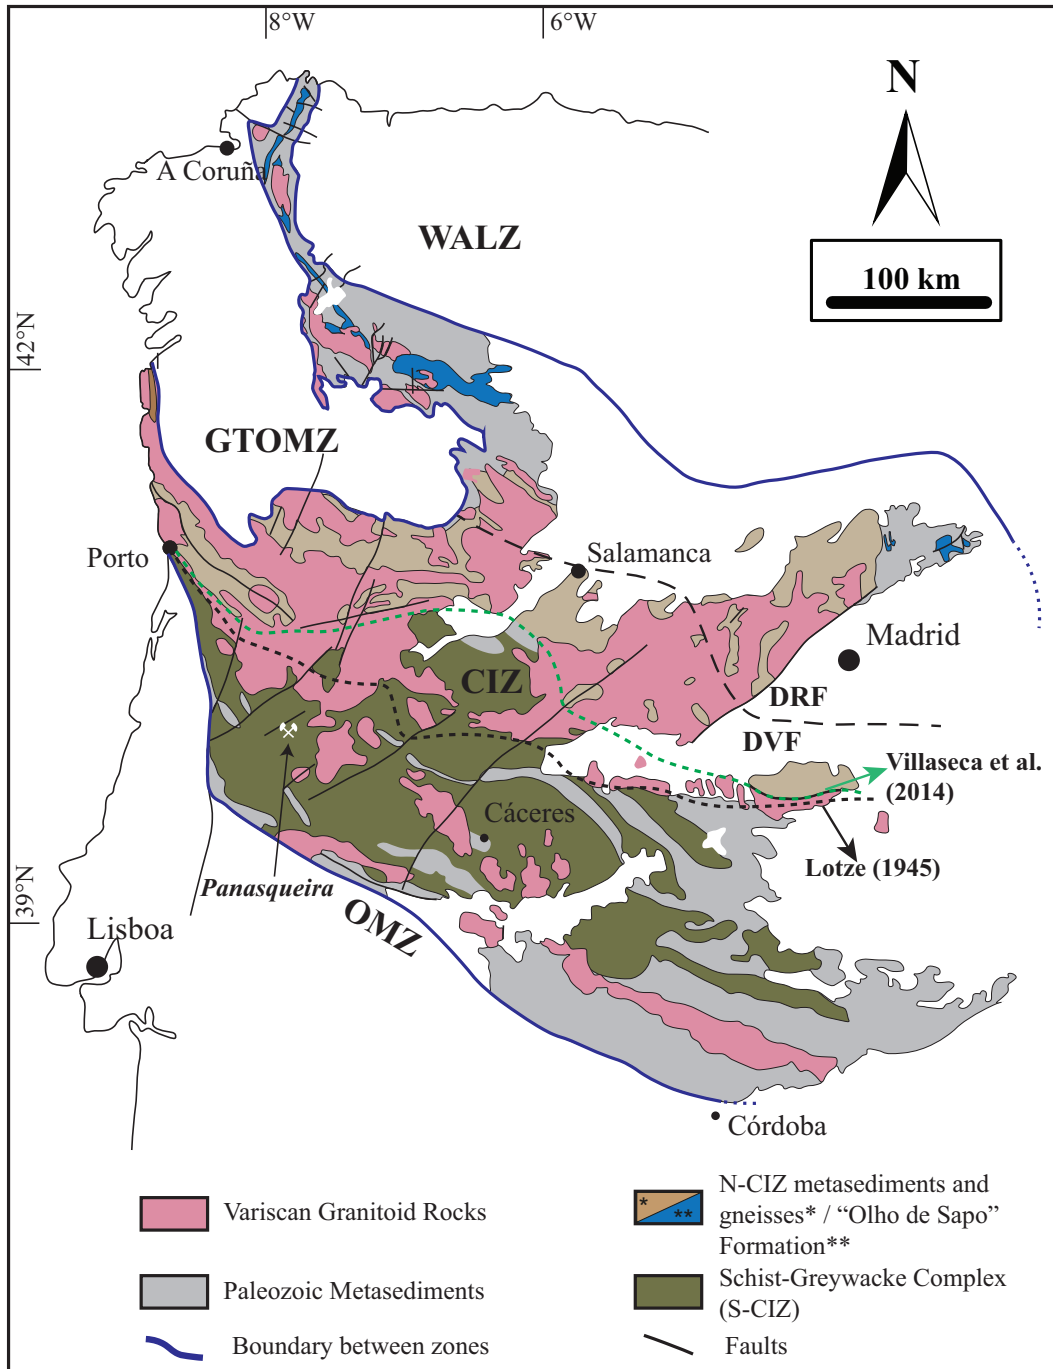 8°W
6°W
N
A Coruña
WALZ
100 km
42°N
GTOMZ
Porto
Salamanca
Madrid
CIZ
DRF
DVF
Villaseca et al.
(2014)
Cáceres
Lotze (1945)
Panasqueira
39°N
OMZ
Lisboa
Córdoba
Variscan Granitoid Rocks
* **
N-CIZ metasediments and
gneisses* / “Olho de Sapo”
Formation**
Paleozoic Metasediments
Schist-Greywacke Complex
(S-CIZ)
Boundary between zones
Faults